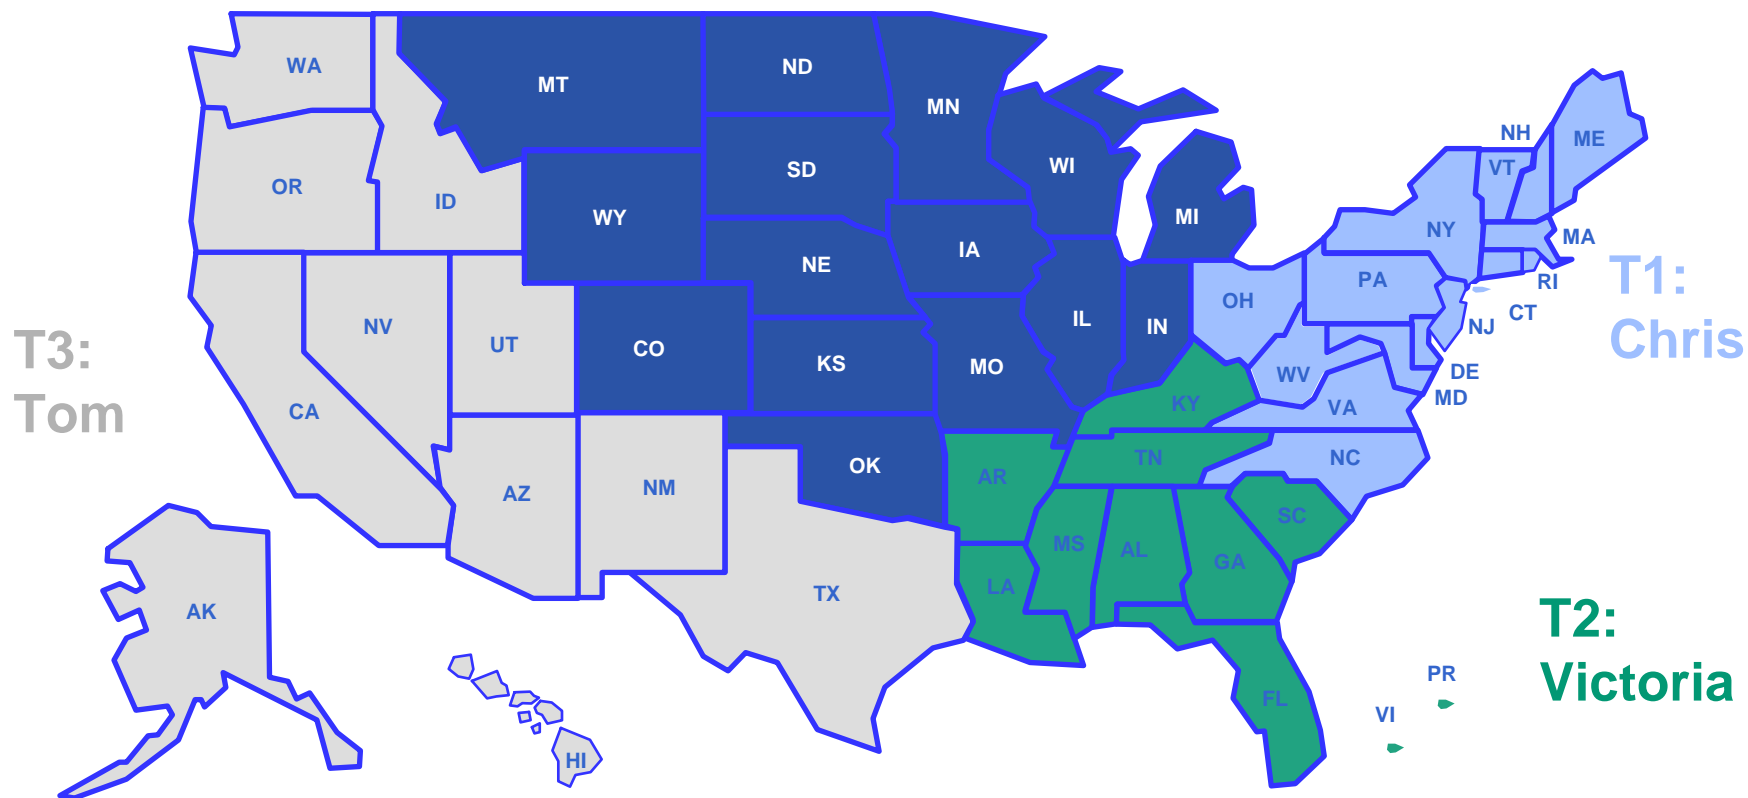 WA
MT
ND
MN
NH
ME
VT
OR
ID
WY
SD
WI
MI
NY
MA
IA
NE
PA
RI
T1:
Chris
OH
CT
NJ
NV
UT
CO
KS
MO
IL
IN
T3:
Tom
CA
WV
DE
MD
VA
KY
TN
NC
AZ
NM
OK
AR
SC
MS
AL
GA
LA
TX
AK
T2:
Victoria
PR
VI
FL
HI